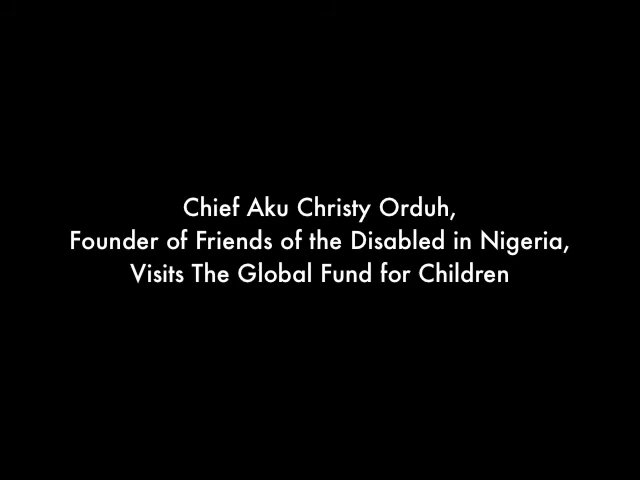 Chief Aku Christy Orduh,
Founder of Friends of the Disabled in Nigeria,
Visits The Global Fund for Children